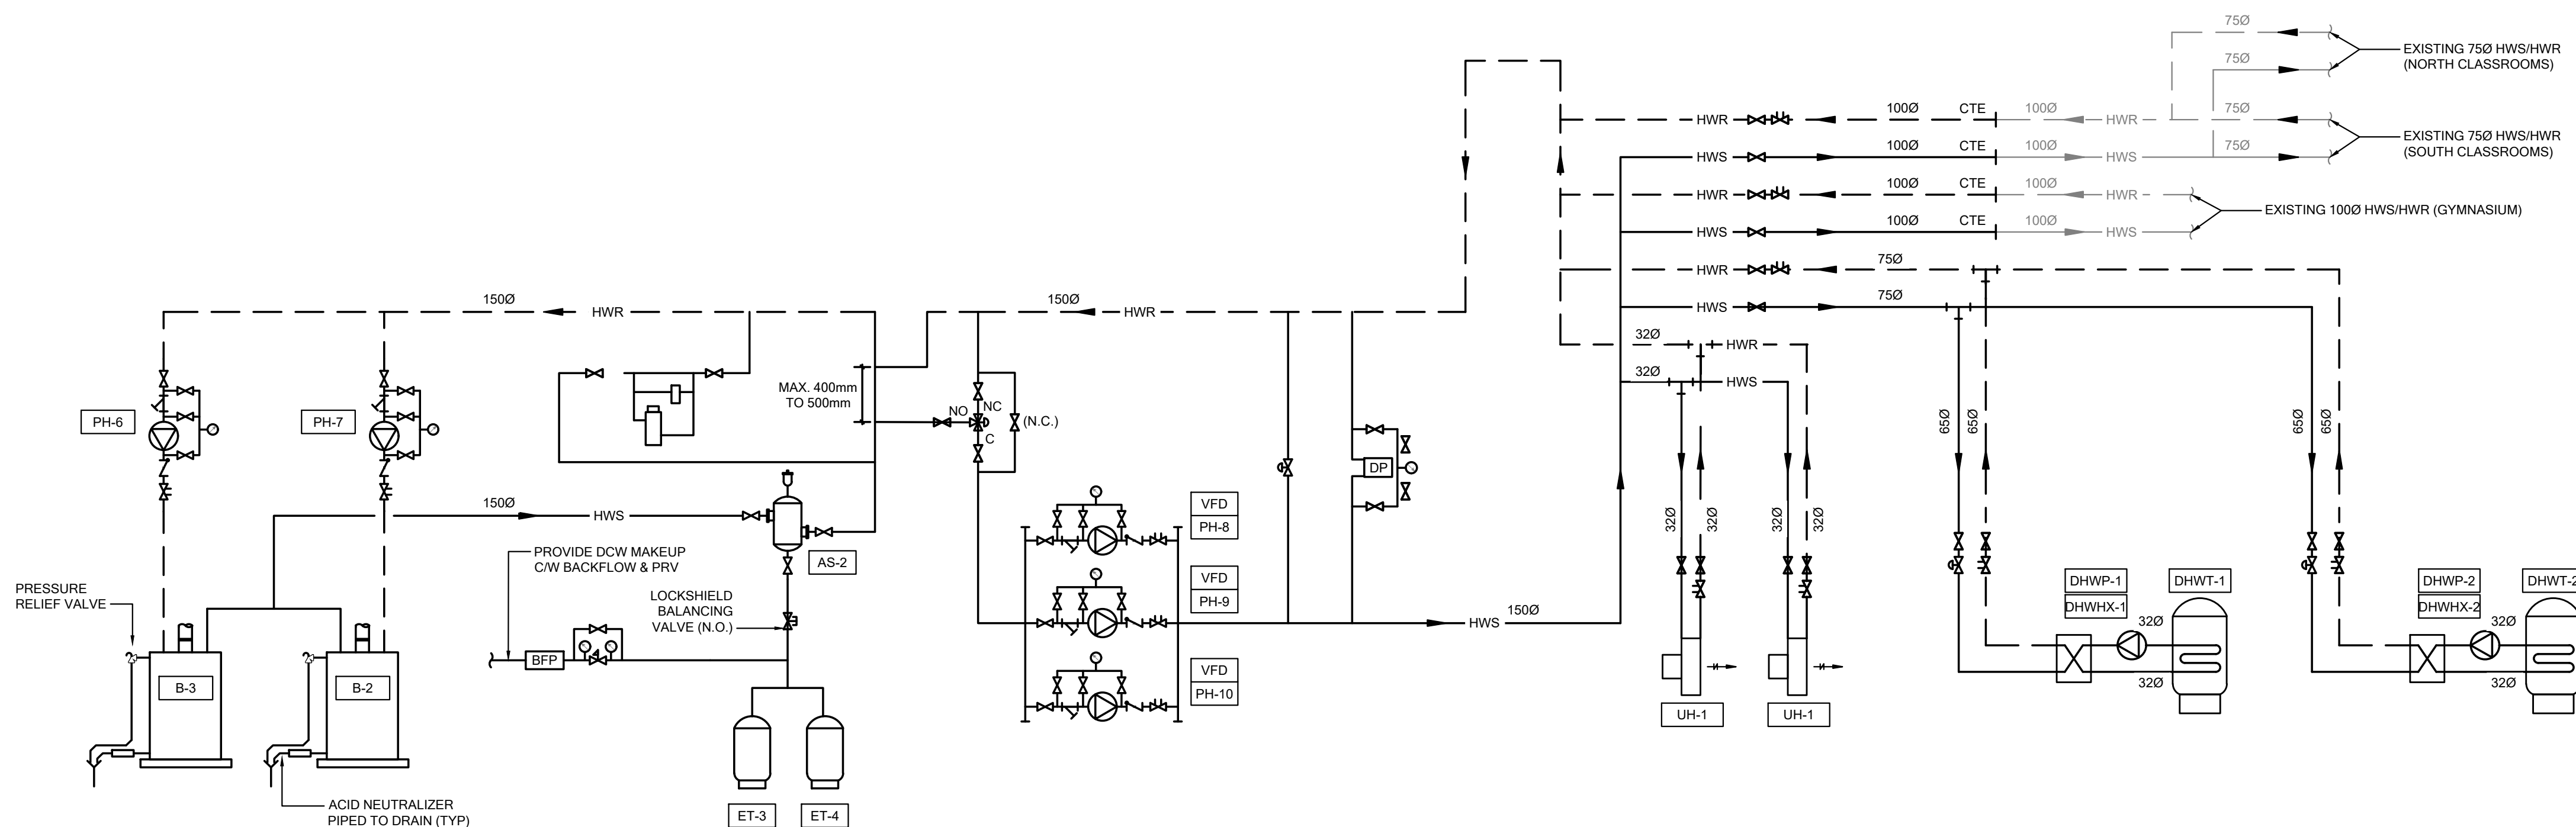 75Ø
EXISTING 75Ø HWS/HWR
(NORTH CLASSROOMS)
75Ø
HWR
100Ø
CTE
100Ø
HWR
75Ø
EXISTING 75Ø HWS/HWR
(SOUTH CLASSROOMS)
HWS
100Ø
CTE
100Ø
HWS
75Ø
HWR
100Ø
CTE
100Ø
HWR
EXISTING 100Ø HWS/HWR (GYMNASIUM)
HWS
100Ø
CTE
100Ø
HWS
HWR
75Ø
HWS
75Ø
150Ø
HWR
150Ø
HWR
32Ø
HWR
32Ø
HWS
MAX. 400mm
TO 500mm
NO
NC
(N.C.)
C
PH-6
PH-7
DP
65Ø
65Ø
65Ø
65Ø
150Ø
HWS
VFD
PH-8
32Ø
32Ø
32Ø
32Ø
PROVIDE DCW MAKEUP
C/W BACKFLOW & PRV
AS-2
PRESSURE
RELIEF VALVE
LOCKSHIELD
BALANCING
VALVE (N.O.)
VFD
PH-9
150Ø
HWS
DHWP-1
DHWHX-1
DHWT-1
DHWP-2
DHWHX-2
DHWT-2
32Ø
32Ø
32Ø
32Ø
BFP
B-3
B-2
VFD
PH-10
UH-1
UH-1
ET-3
ET-4
ACID NEUTRALIZER
PIPED TO DRAIN (TYP)